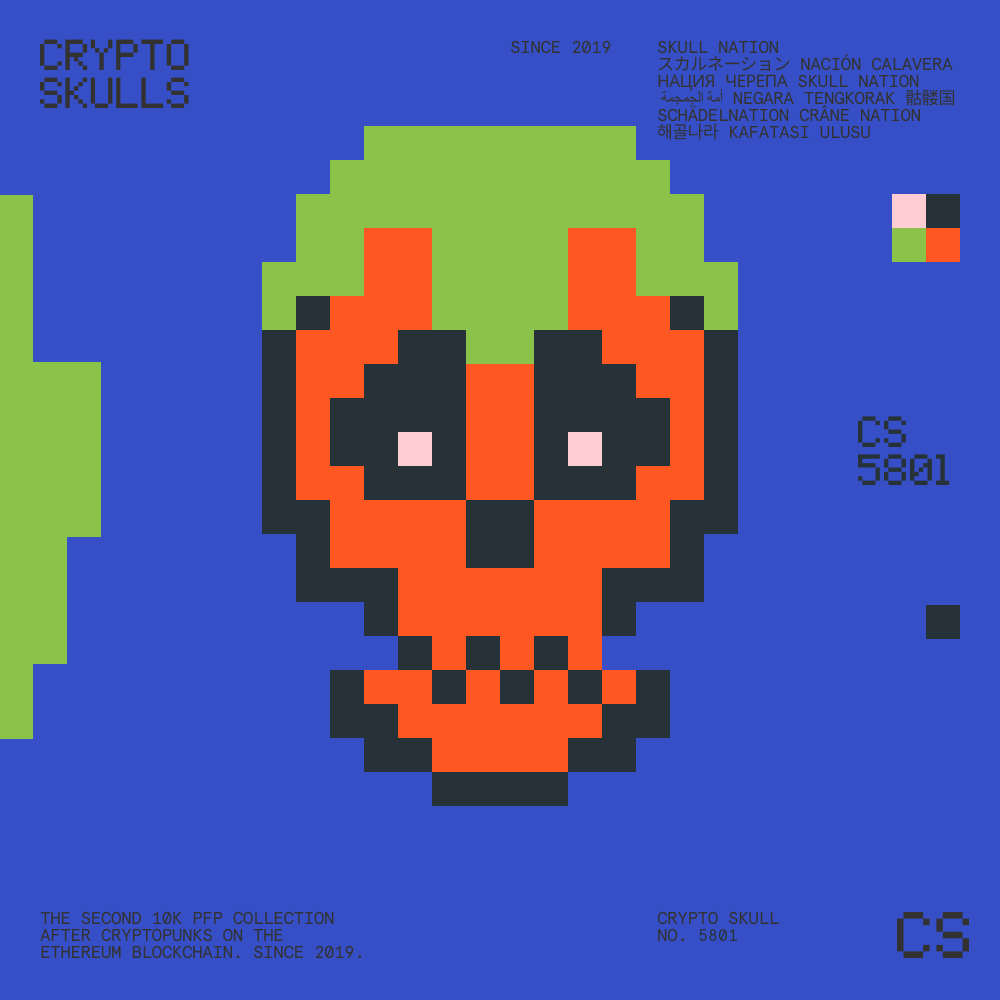 CRYPTO
SKULLS
SINCE 2019
SKULL NATION
スカルネーション NACIÓN CALAVERA
НАЦИЯ ЧЕРЕПА SKULL NATION
أمة الجمجمة NEGARA TENGKORAK 骷髅国
SCHÄDELNATION CRÂNE NATION
해골나라 KAFATASI ULUSU
CS
5801
THE SECOND 10K PFP COLLECTION
AFTER CRYPTOPUNKS ON THE
ETHEREUM BLOCKCHAIN. SINCE 2019.
CRYPTO SKULL
NO. 5801
CS